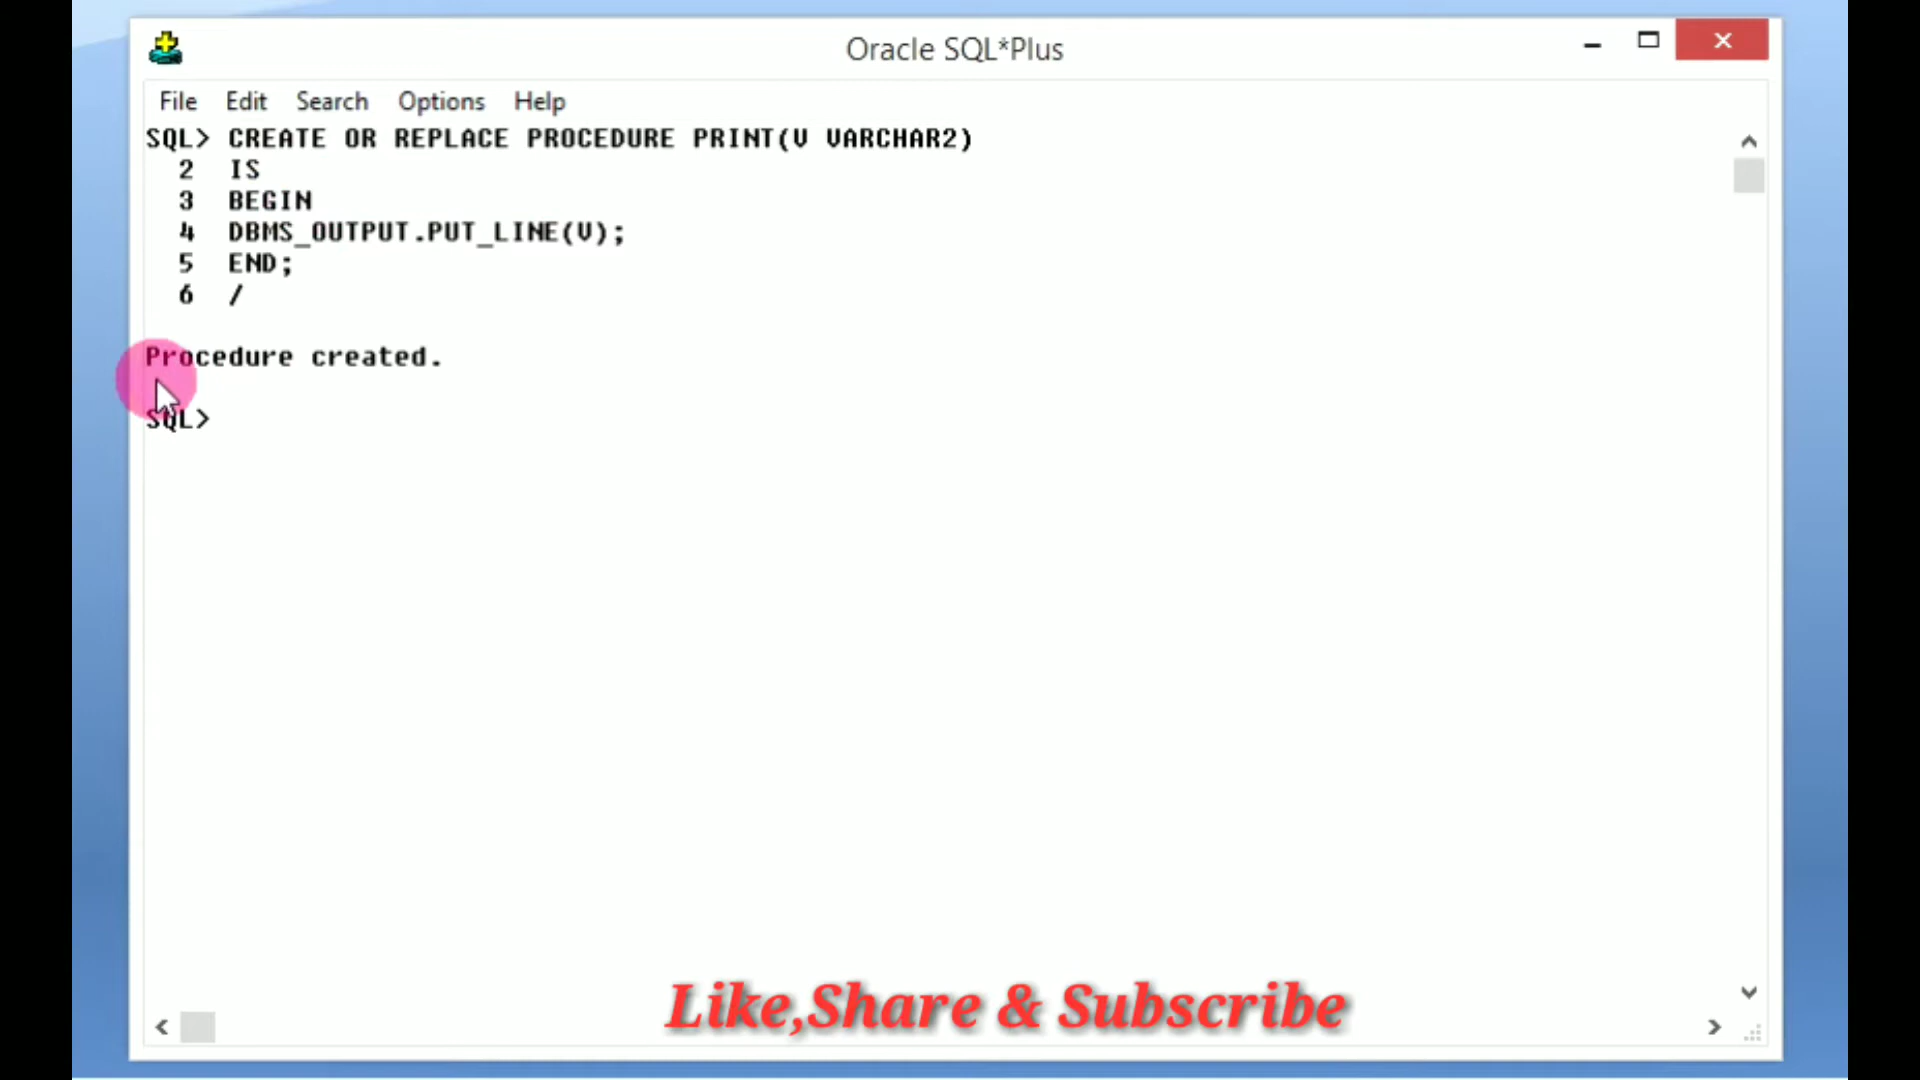 Oracle SQL*Plus
File Edit Search Options Help
SQL> CREATE OR REPLACE PROCEDURE PRINT(V VARCHAR2)
2 IS
3 BEGIN
4 DBMS_OUTPUT.PUT_LINE(V);
5 END;
6 /
Procedure created.
SQL>
Like,Share & Subscribe